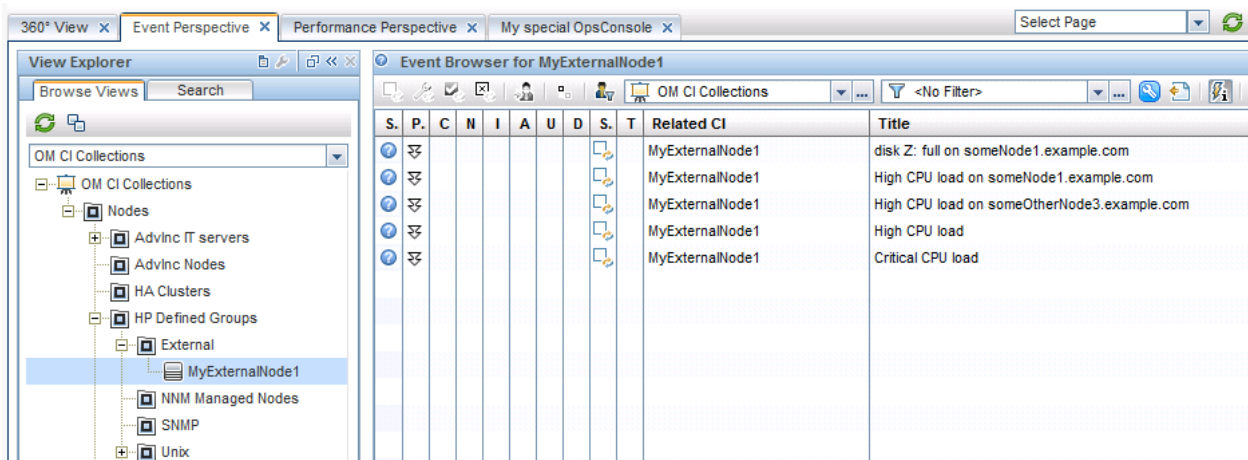 360° View Event Perspective Performance Perspective My special OpsConsole Select Page
View Explorer
Browse Views Search
OM CI Collections
OM CI Collections
Nodes
AdvInc IT servers
AdvInc Nodes
HA Clusters
HP Defined Groups
External
MyExternalNode1
NNM Managed Nodes
SNMP
Unix
Event Browser for MyExternalNode1
OM CI Collections ... <No Filter> ...
S. P. C N I A U D S. T Related CI Title
MyExternalNode1 disk Z: full on someNode1.example.com
MyExternalNode1 High CPU load on someNode1.example.com
MyExternalNode1 High CPU load on someOtherNode3.example.com
MyExternalNode1 High CPU load
MyExternalNode1 Critical CPU load